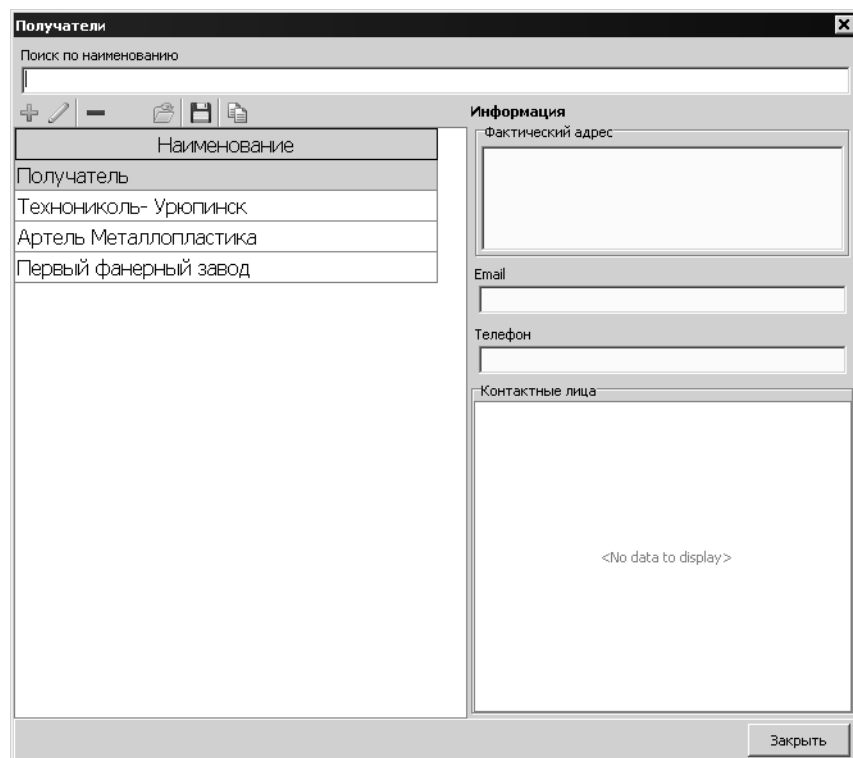 Получатели
Поиск по наименованию
Информация
Наименование
Получатель
Технониколь- Урюпинск
Артель Металлопластика
Первый фанерный завод
Фактический адрес
Email
Телефон
Контактные лица
<No data to display>
Закрыть